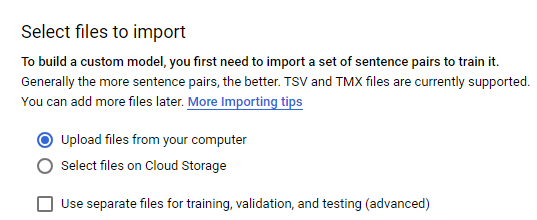 Select files to import
To build a custom model, you first need to import a set of sentence pairs to train it.
Generally the more sentence pairs, the better. TSV and TMX files are currently supported.
You can add more files later. More Importing tips
Upload files from your computer
Select files on Cloud Storage
Use separate files for training, validation, and testing (advanced)